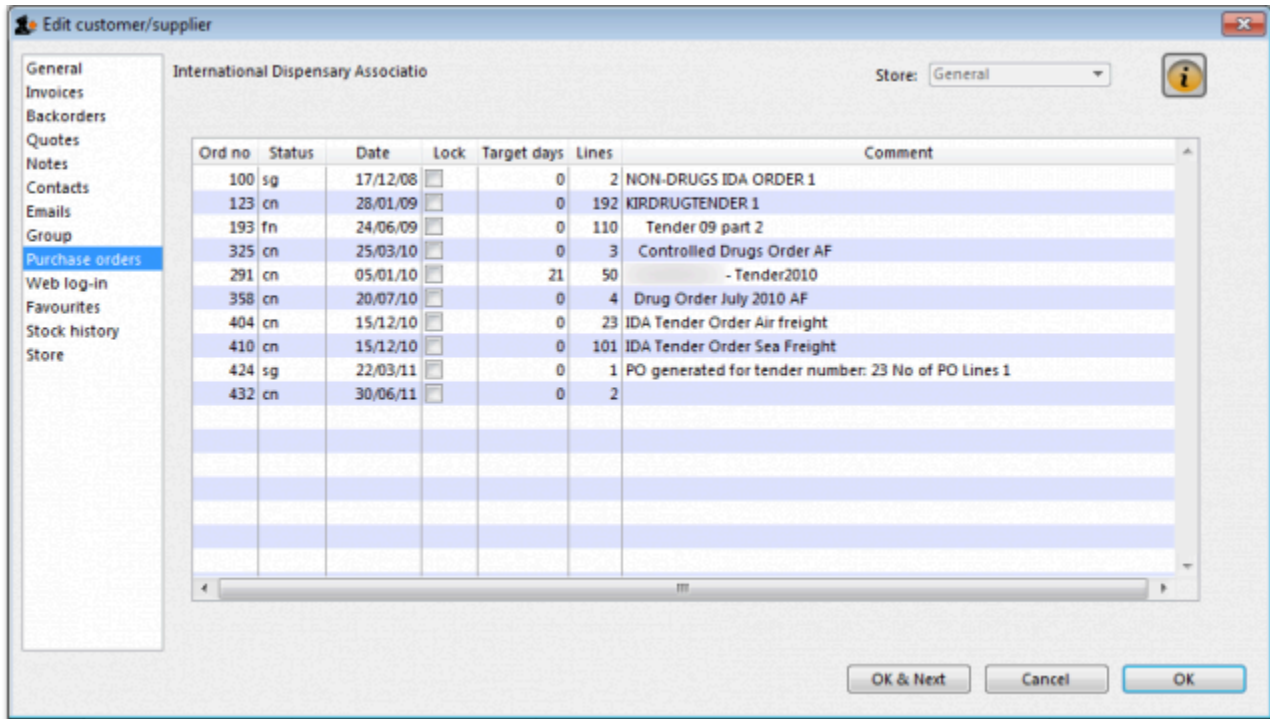 Edit customer/supplier
General
Invoices
Backorders
Quotes
Notes
Contacts
Emails
Group
Purchase orders
Web log-in
Favourites
Stock history
Store
International Dispensary Associatio
Store: General
Ord no Status Date Lock Target days Lines Comment
100 sg 17/12/08 0 2 NON-DRUGS IDA ORDER 1
123 cn 28/01/09 0 192 KIRDRUGTENDER 1
193 fn 24/06/09 0 110 Tender 09 part 2
325 cn 25/03/10 0 3 Controlled Drugs Order AF
291 cn 05/01/10 21 50 - Tender2010
358 cn 20/07/10 0 4 Drug Order July 2010 AF
404 cn 15/12/10 0 23 IDA Tender Order Air freight
410 cn 15/12/10 0 101 IDA Tender Order Sea Freight
424 sg 22/03/11 0 1 PO generated for tender number: 23 No of PO Lines 1
432 cn 30/06/11 0 2
OK & Next Cancel OK